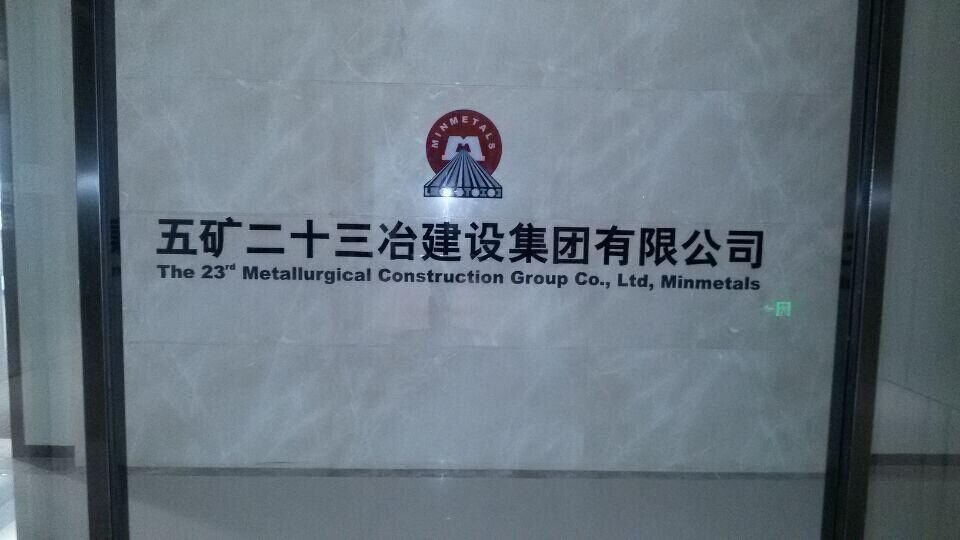 MINMETALS
五矿二十三冶建设集团有限公司
The 23rd Metallurgical Construction Group Co., Ltd, Minmetals